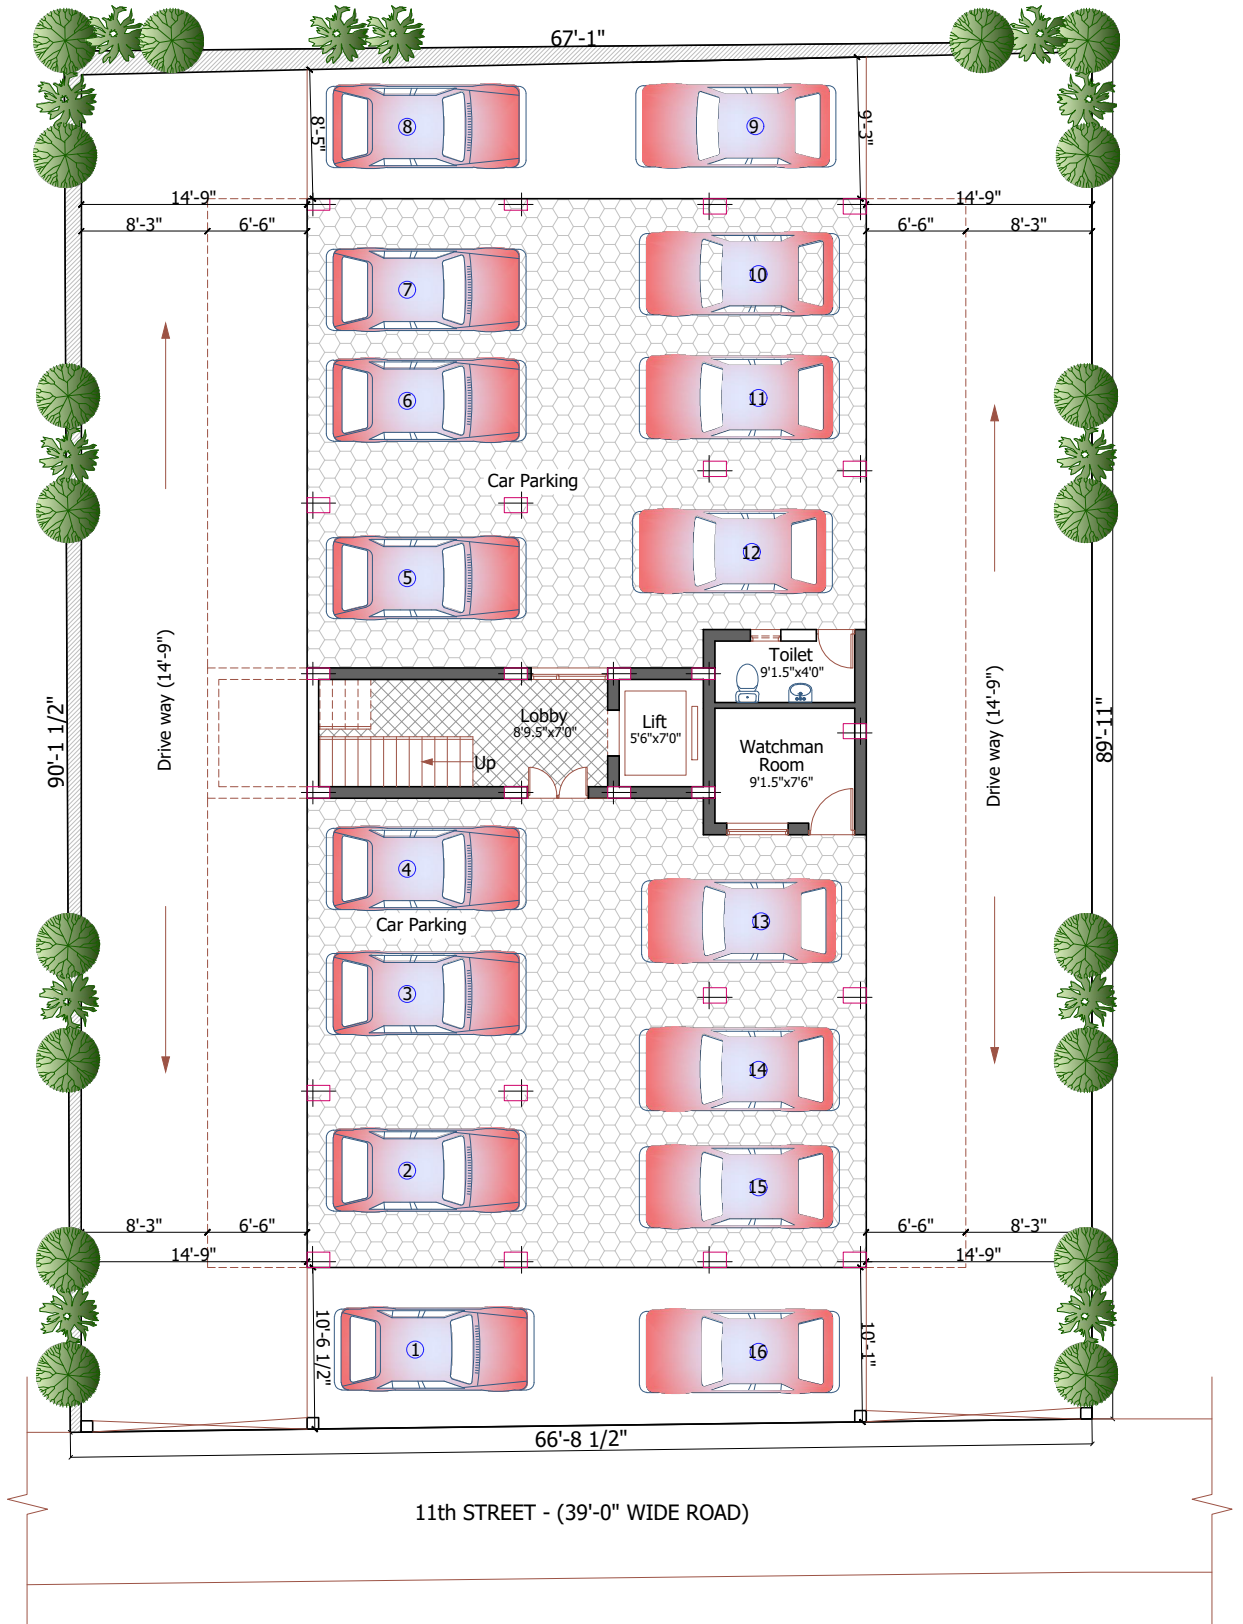 67'-1"
8
9
8'-5"
9'-3"
14'-9"
14'-9"
8'-3"
6'-6"
6'-6"
8'-3"
7
10
6
11
Car Parking
5
12
Drive way (14'-9")
90'-1 1/2"
Toilet
9'1.5"x4'0"
Lobby
8'9.5"x7'0"
Lift
5'6"x7'0"
Up
Watchman
Room
9'1.5"x7'6"
Drive way (14'-9")
89'-11"
4
Car Parking
13
3
14
2
15
8'-3"
6'-6"
6'-6"
8'-3"
14'-9"
14'-9"
10'-6 1/2"
1
16
10'-1"
66'-8 1/2"
11th STREET - (39'-0" WIDE ROAD)